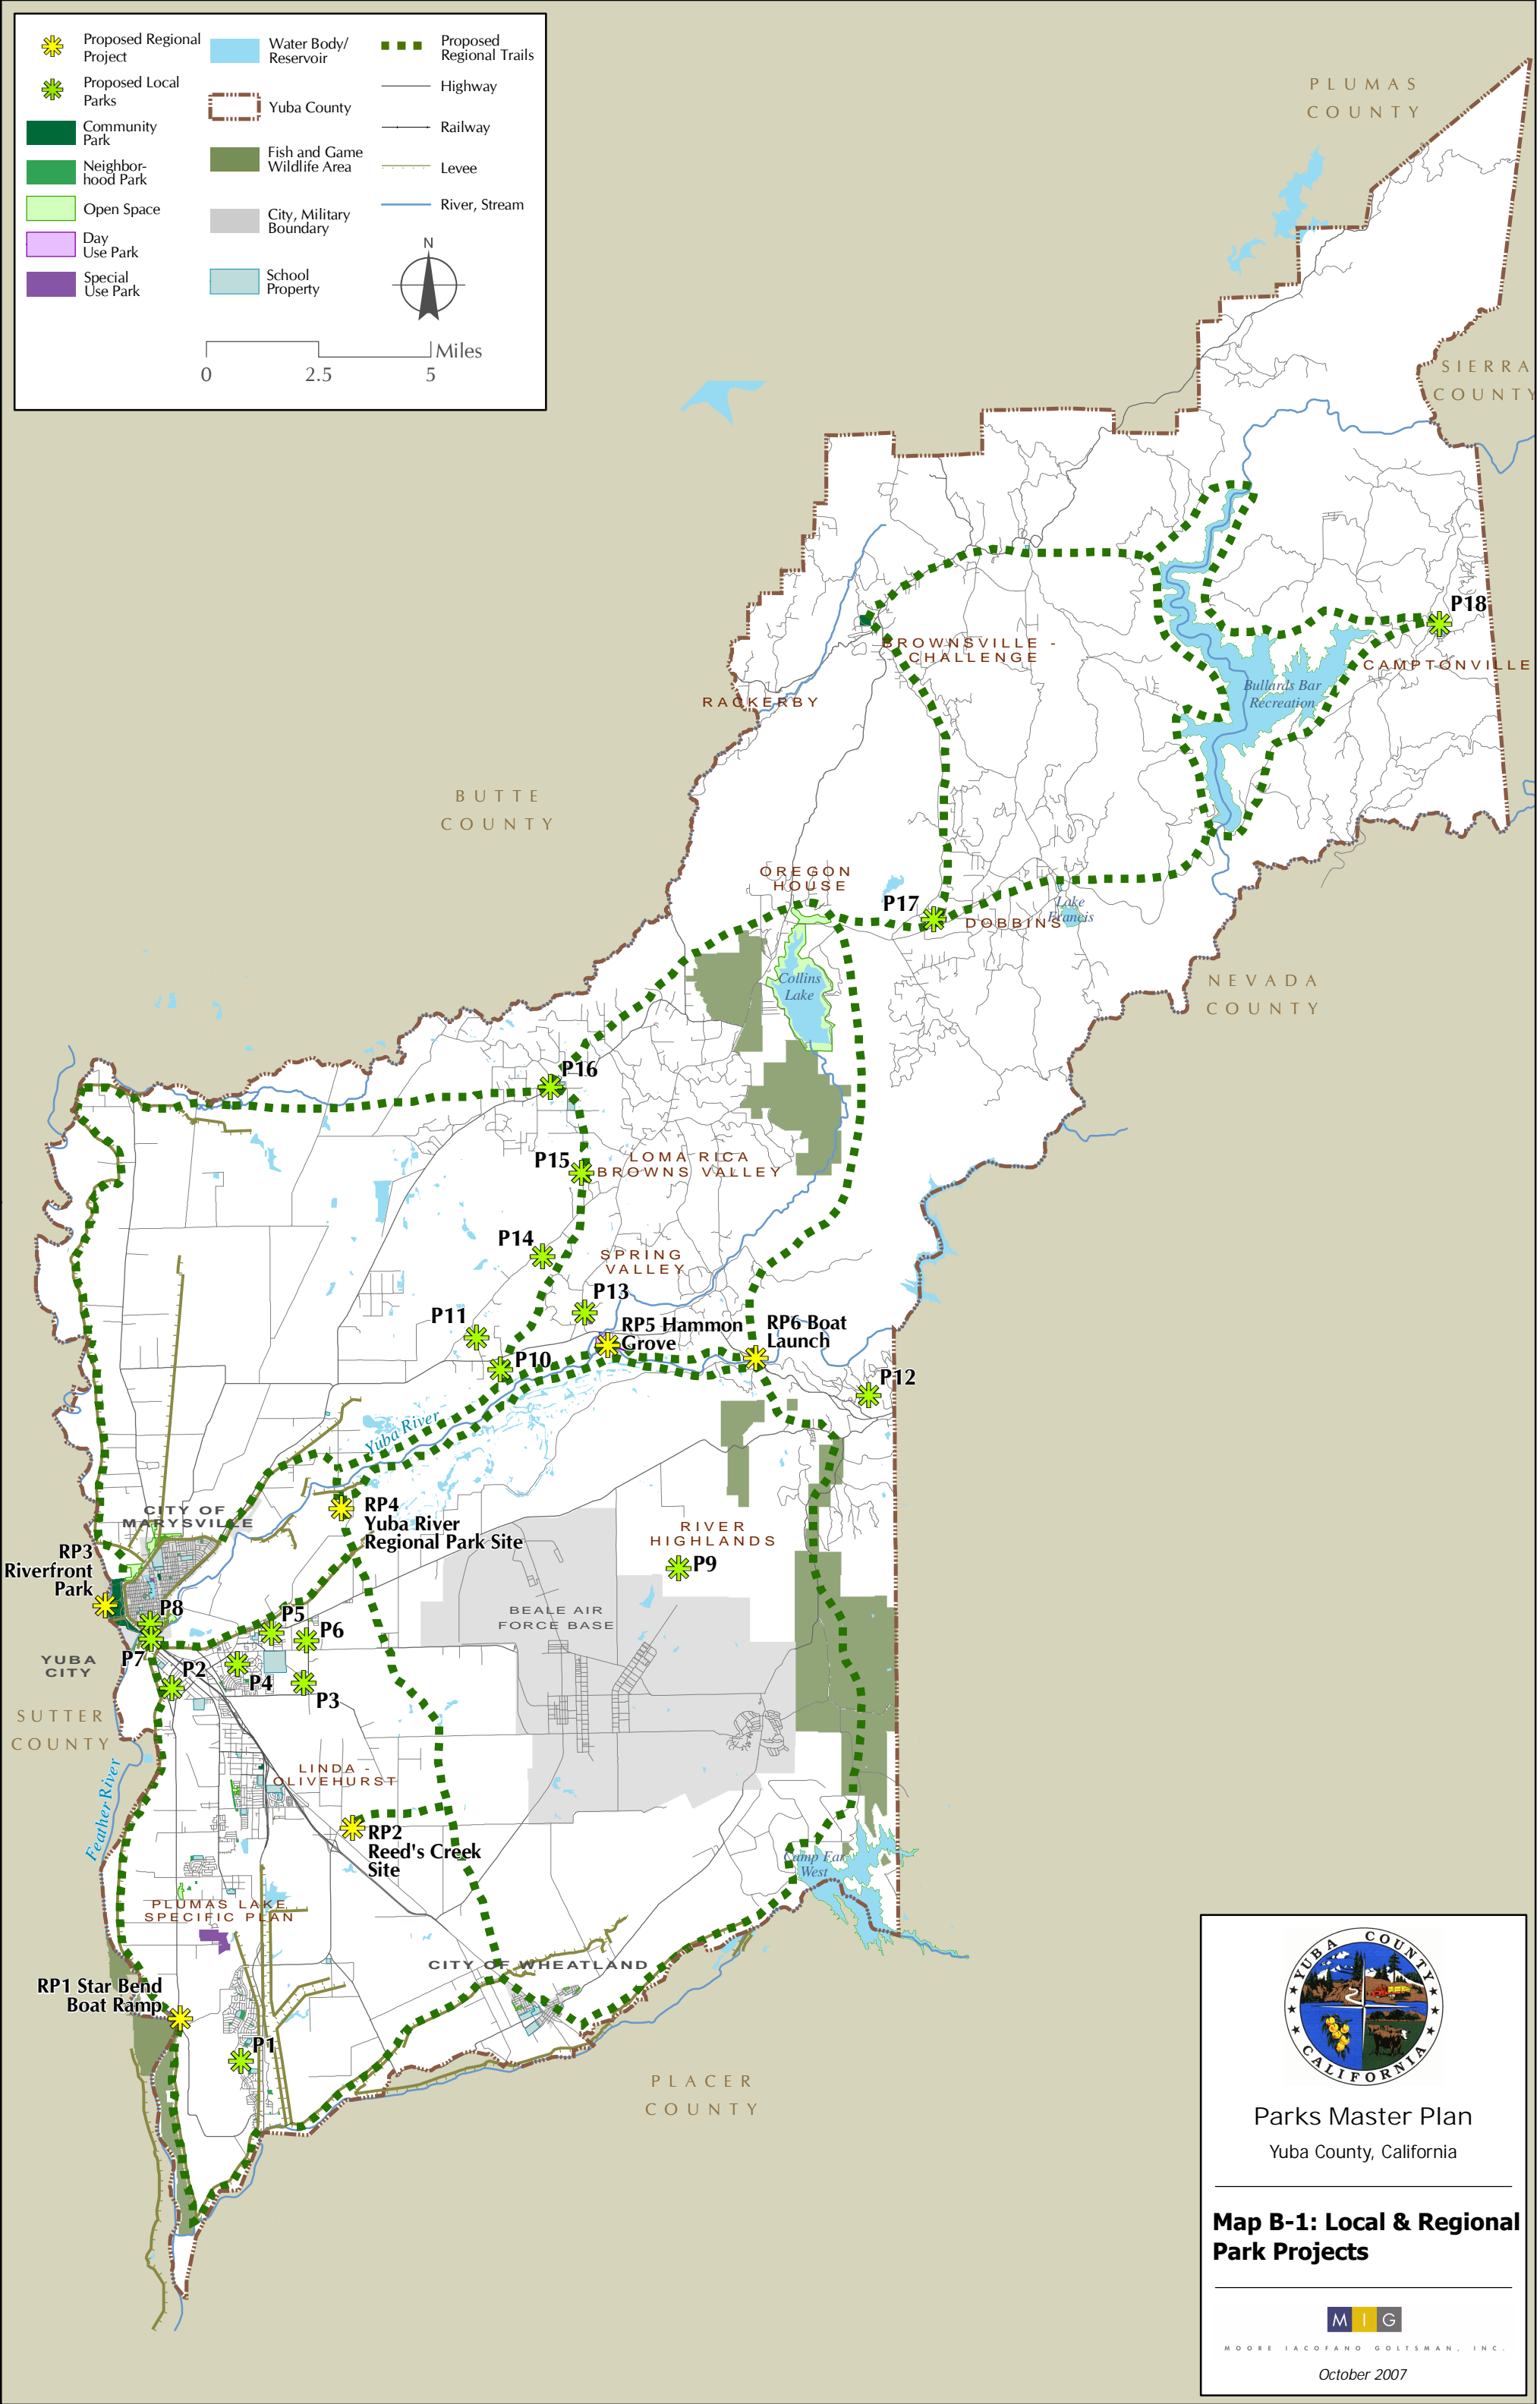 Proposed Regional
Project
Proposed Local
Parks
Community
Park
Neighbor-
hood Park
Open Space
Day
Use Park
Special
Use Park
Water Body/
Reservoir
Yuba County
Fish and Game
Wildlife Area
City, Military
Boundary
School
Property
Proposed
Regional Trails
Highway
Railway
Levee
River, Stream
N
Miles
0 2.5 5
PLUMAS
COUNTY
SIERRA
COUNTY
P18
BROWNSVILLE -
CHALLENGE
CAMPTONVILLE
Bullards Bar
Recreation
RACKERBY
BUTTE
COUNTY
OREGON
HOUSE
P17
Lake
Francis
DOBBINS
Collins
Lake
NEVADA
COUNTY
P16
P15
LOMA RICA
BROWNS VALLEY
P14
SPRING
VALLEY
P13
P11
RP5 Hammon
Grove
RP6 Boat
Launch
P10
P12
Yuba River
CITY OF
MARYSVILLE
RP4
Yuba River
Regional Park Site
RIVER
HIGHLANDS
RP3
Riverfront
Park
P9
P8
P5
P6
BEALE AIR
FORCE BASE
P7
YUBA
CITY
P2
P4
P3
SUTTER
COUNTY
Feather River
LINDA -
OLIVEHURST
RP2
Reed's Creek
Site
Camp Far
West
PLUMAS LAKE
SPECIFIC PLAN
CITY OF WHEATLAND
RP1 Star Bend
Boat Ramp
P1
PLACER
COUNTY
YUBA COUNTY
CALIFORNIA
Parks Master Plan
Yuba County, California
Map B-1: Local & Regional
Park Projects
M I G
MOORE IACOFANO GOLTSMAN, INC.
October 2007